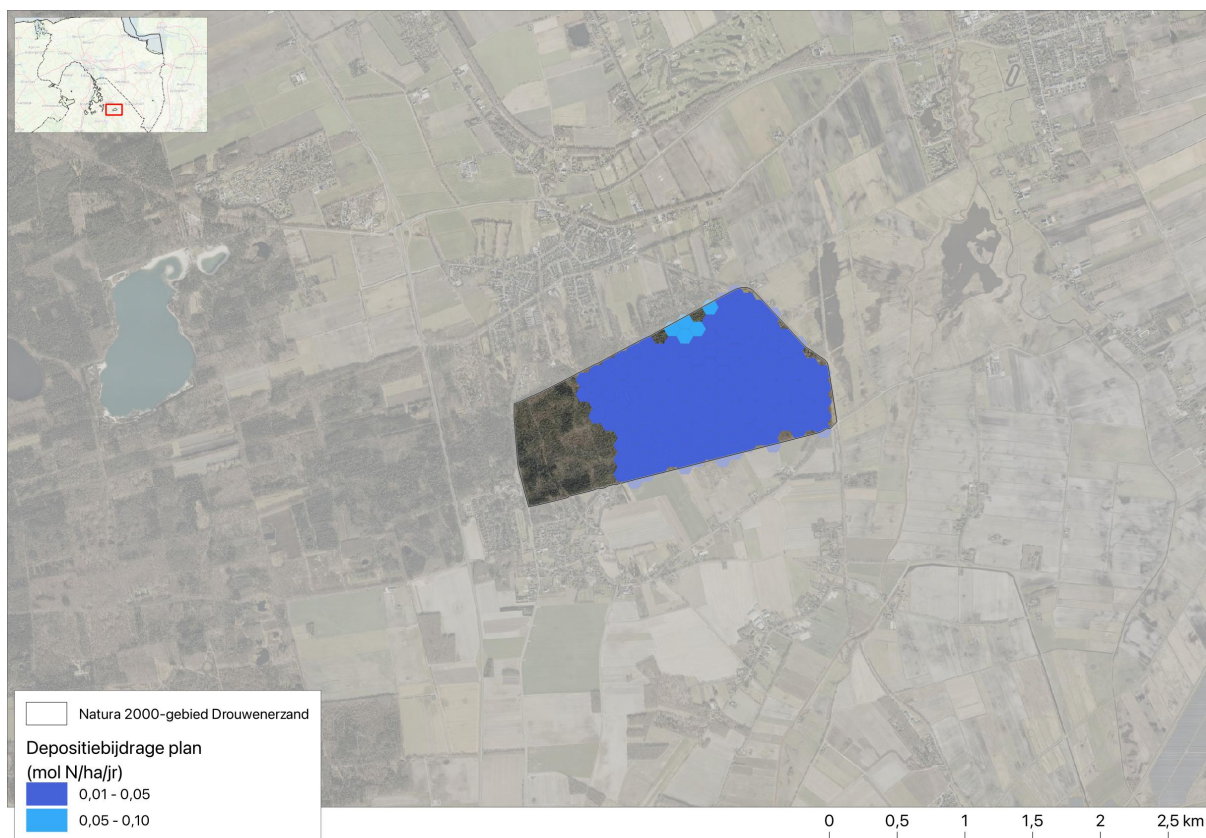 Natura 2000-gebied Drouwenerzand
Depositiebijdrage plan
(mol N/ha/jr)
0,01 - 0,05
0,05 - 0,10
0 0,5 1 1,5 2 2,5 km